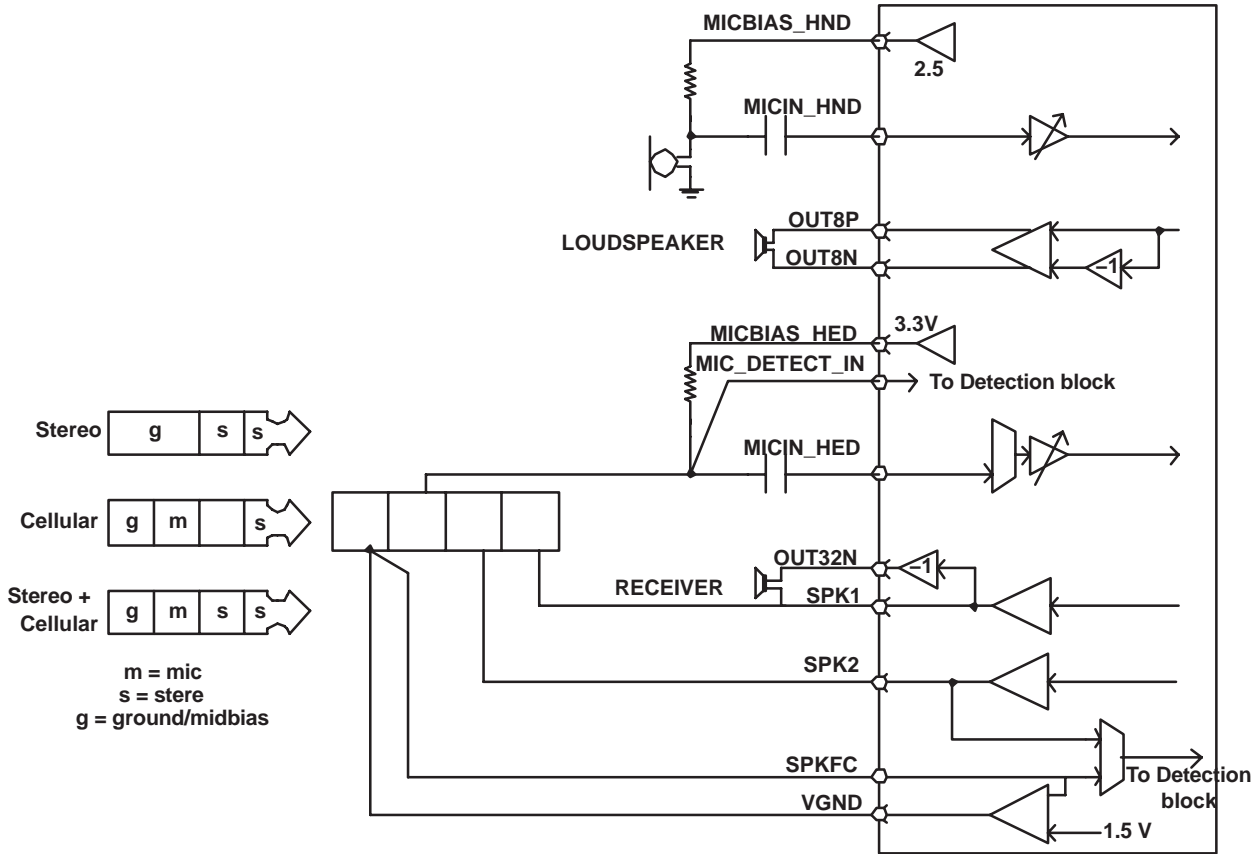 MICBIAS_HND
2.5
MICIN_HND
OUT8P
LOUDSPEAKER
OUT8N
–1
MICBIAS_HED
3.3V
MIC_DETECT_IN
To Detection block
Stereo
g
s
s
MICIN_HED
Cellular
g
m
s
OUT32N
–1
RECEIVER
SPK1
Stereo +
Cellular
g
m
s
s
SPK2
m = mic
s = stere
g = ground/midbias
SPKFC
To Detection
block
VGND
1.5 V